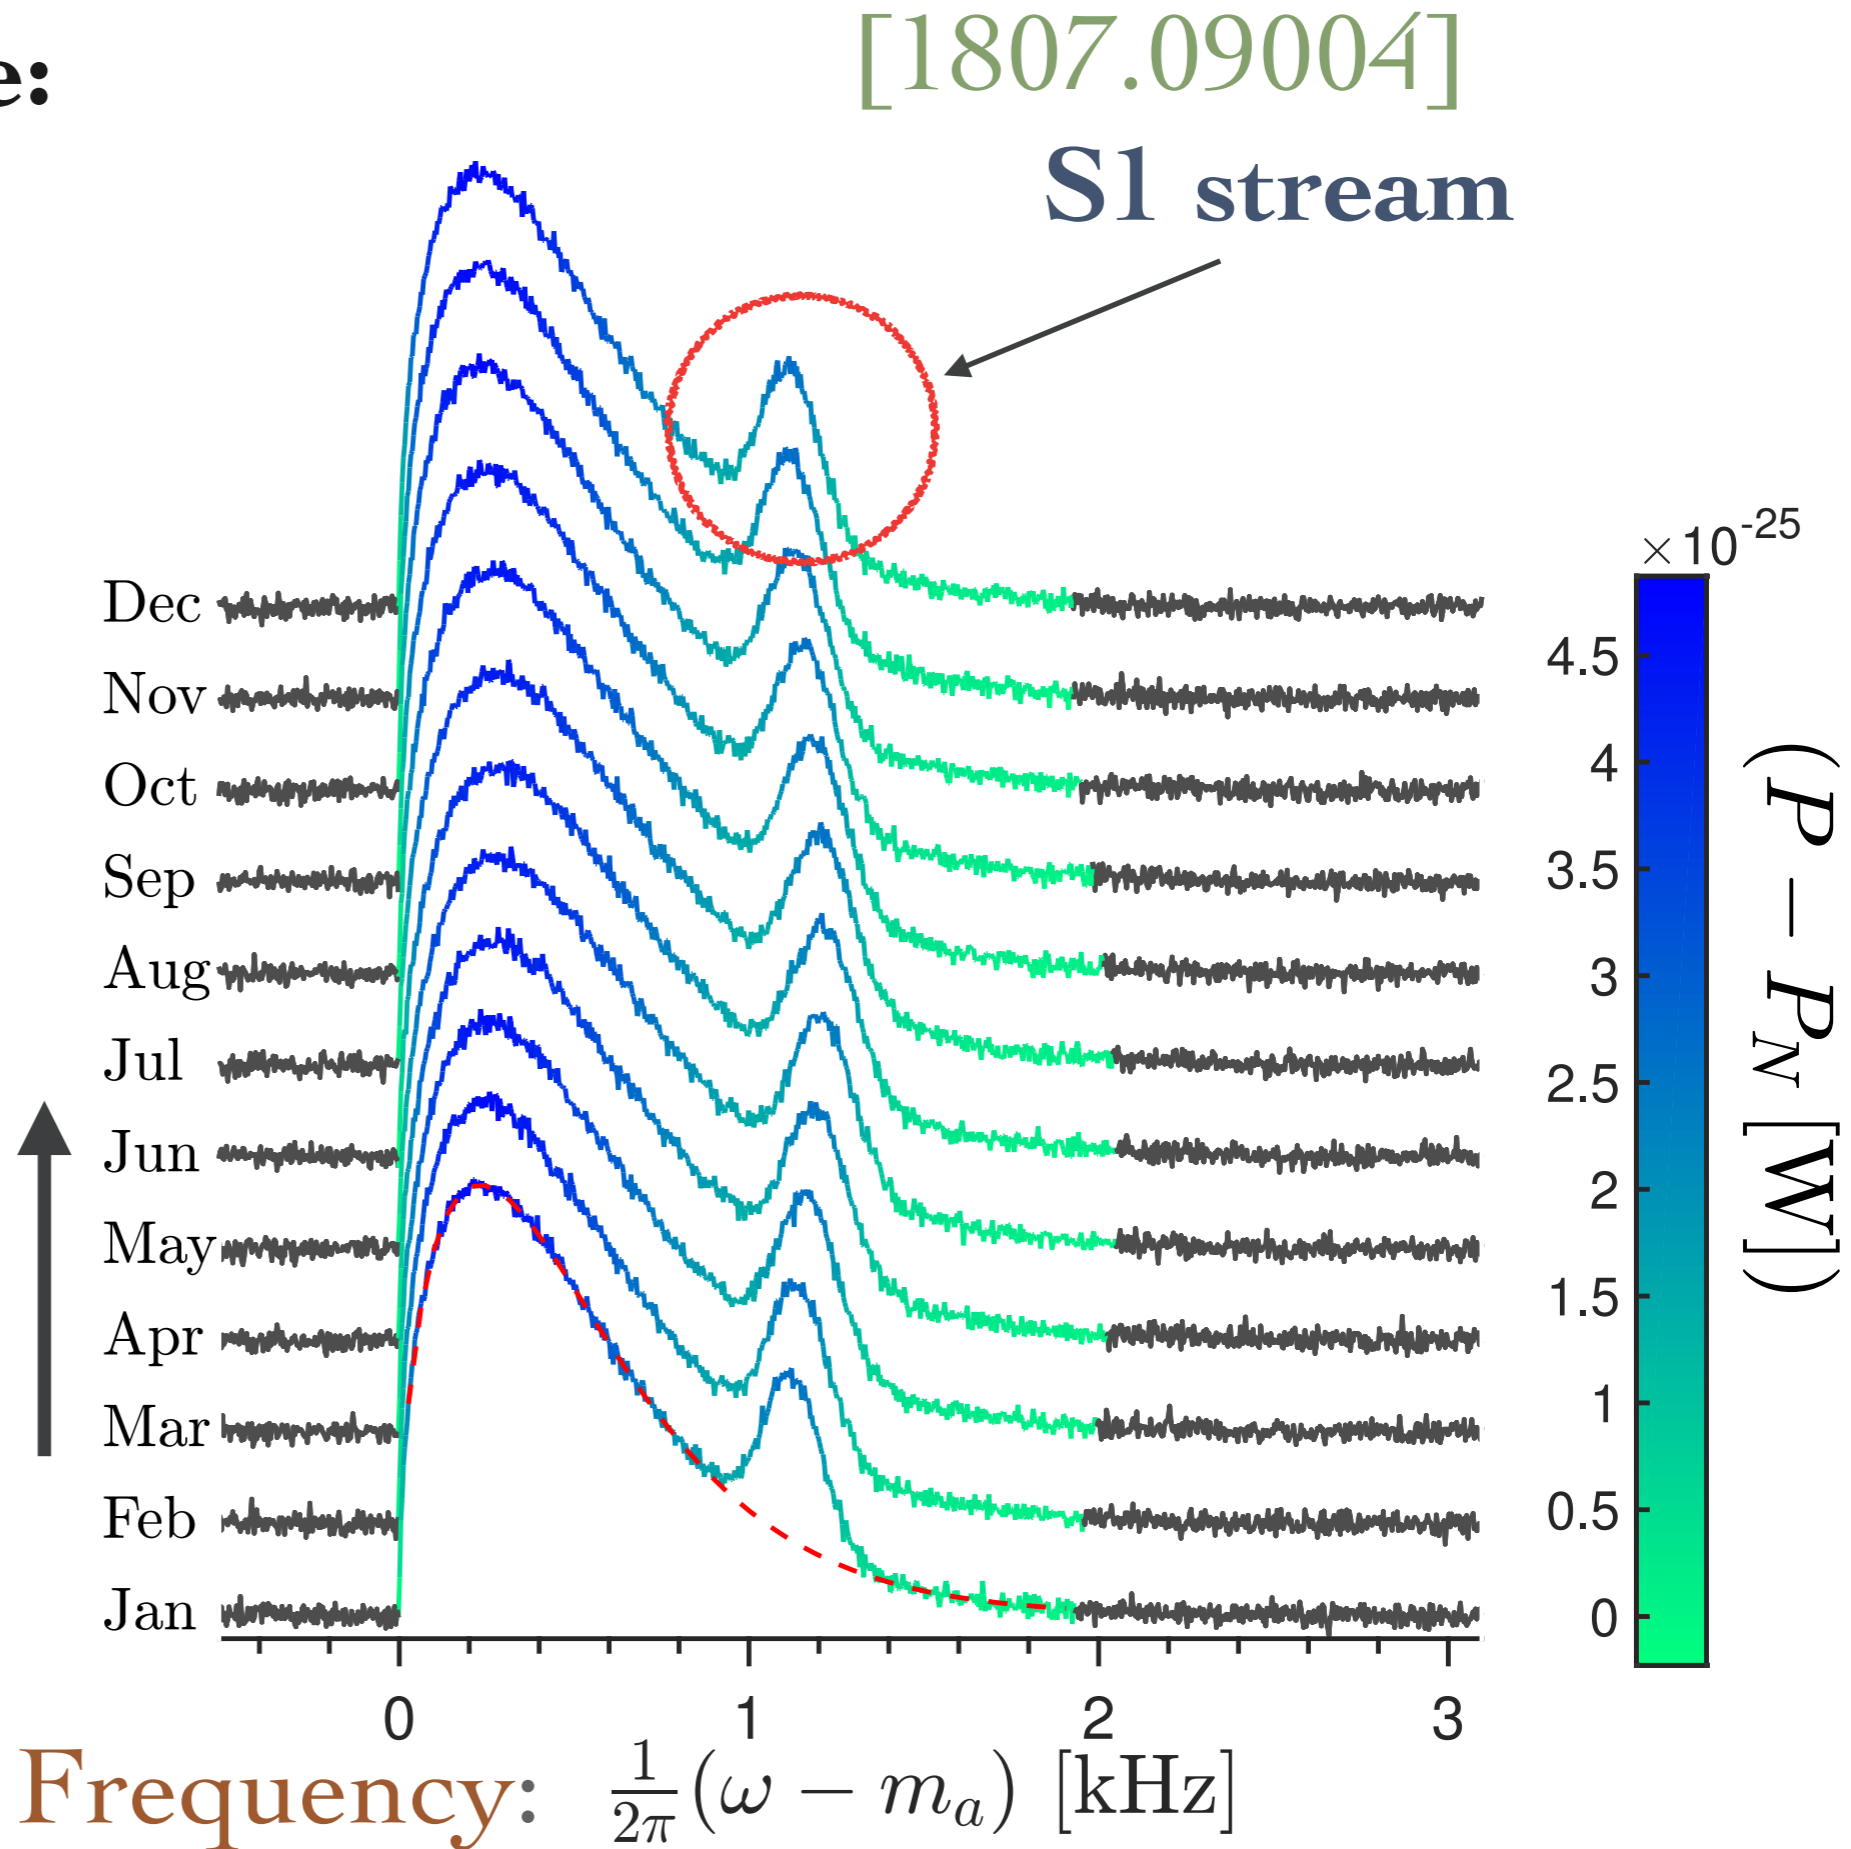 e:
[1807.09004]
S1 stream
×10-25
Dec
Nov
Oct
Sep
Aug
Jul
Jun
May
Apr
Mar
Feb
Jan
4.5
4
3.5
3
2.5
2
1.5
1
0.5
0
(P − P_N [W])
0 1 2 3
Frequency: 1/2π (ω − m_a) [kHz]